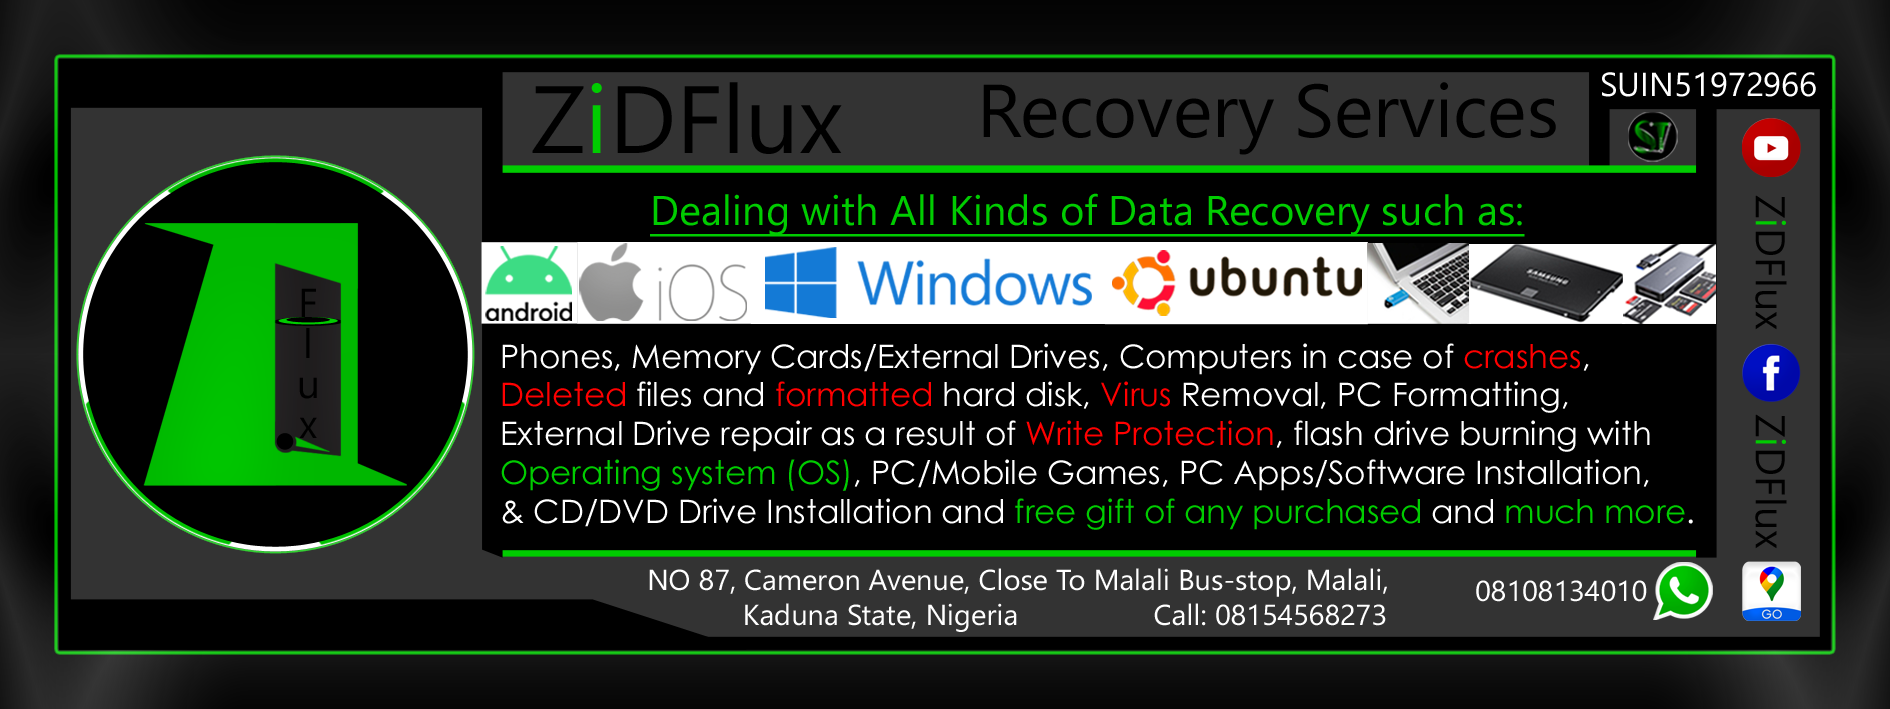 ZiDFlux Recovery Services
SUIN51972966
Dealing with All Kinds of Data Recovery such as:
android
iOS
Windows
ubuntu
SAMSUNG
Phones, Memory Cards/External Drives, Computers in case of crashes,
Deleted files and formatted hard disk, Virus Removal, PC Formatting,
External Drive repair as a result of Write Protection, flash drive burning with
Operating system (OS), PC/Mobile Games, PC Apps/Software Installation,
& CD/DVD Drive Installation and free gift of any purchased and much more.
NO 87, Cameron Avenue, Close To Malali Bus-stop, Malali,
Kaduna State, Nigeria Call: 08154568273
08108134010
Flux
ZiDFlux
ZiDFlux
GO